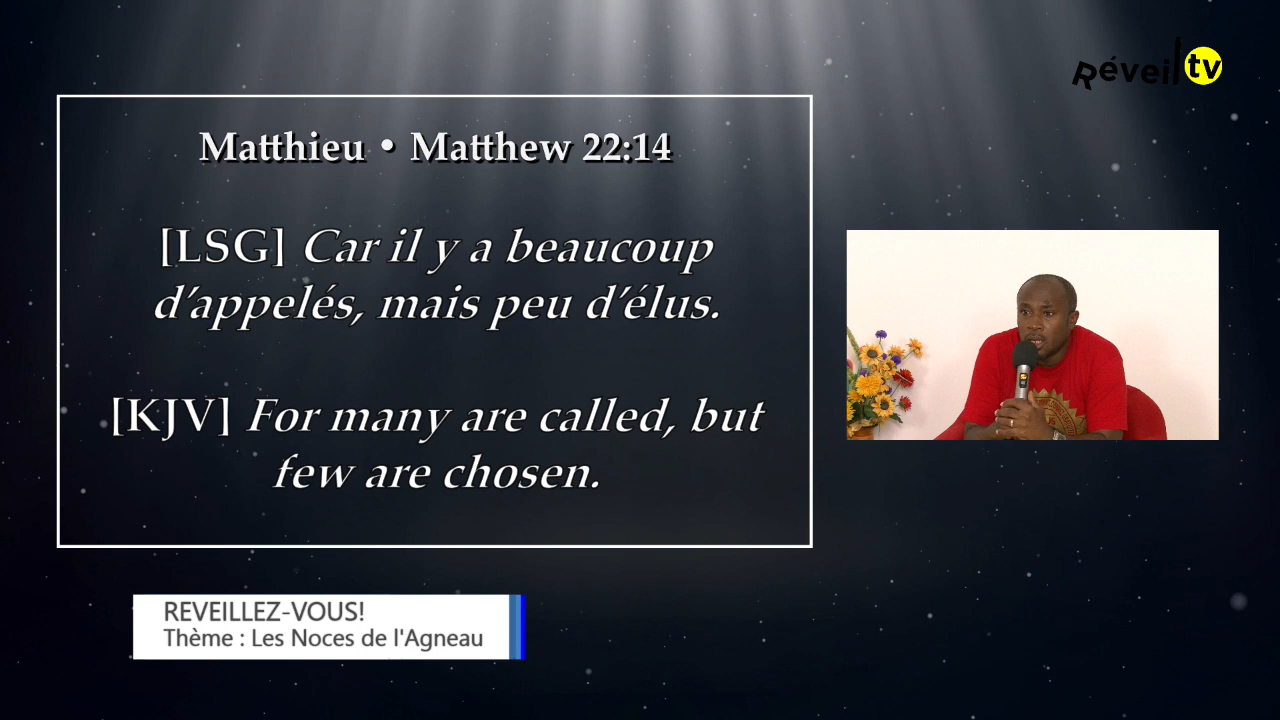 Réveil tv
Matthieu • Matthew 22:14
[LSG] Car il y a beaucoup
d’appelés, mais peu d’élus.
[KJV] For many are called, but
few are chosen.
REVEILLEZ-VOUS!
Thème : Les Noces de l'Agneau